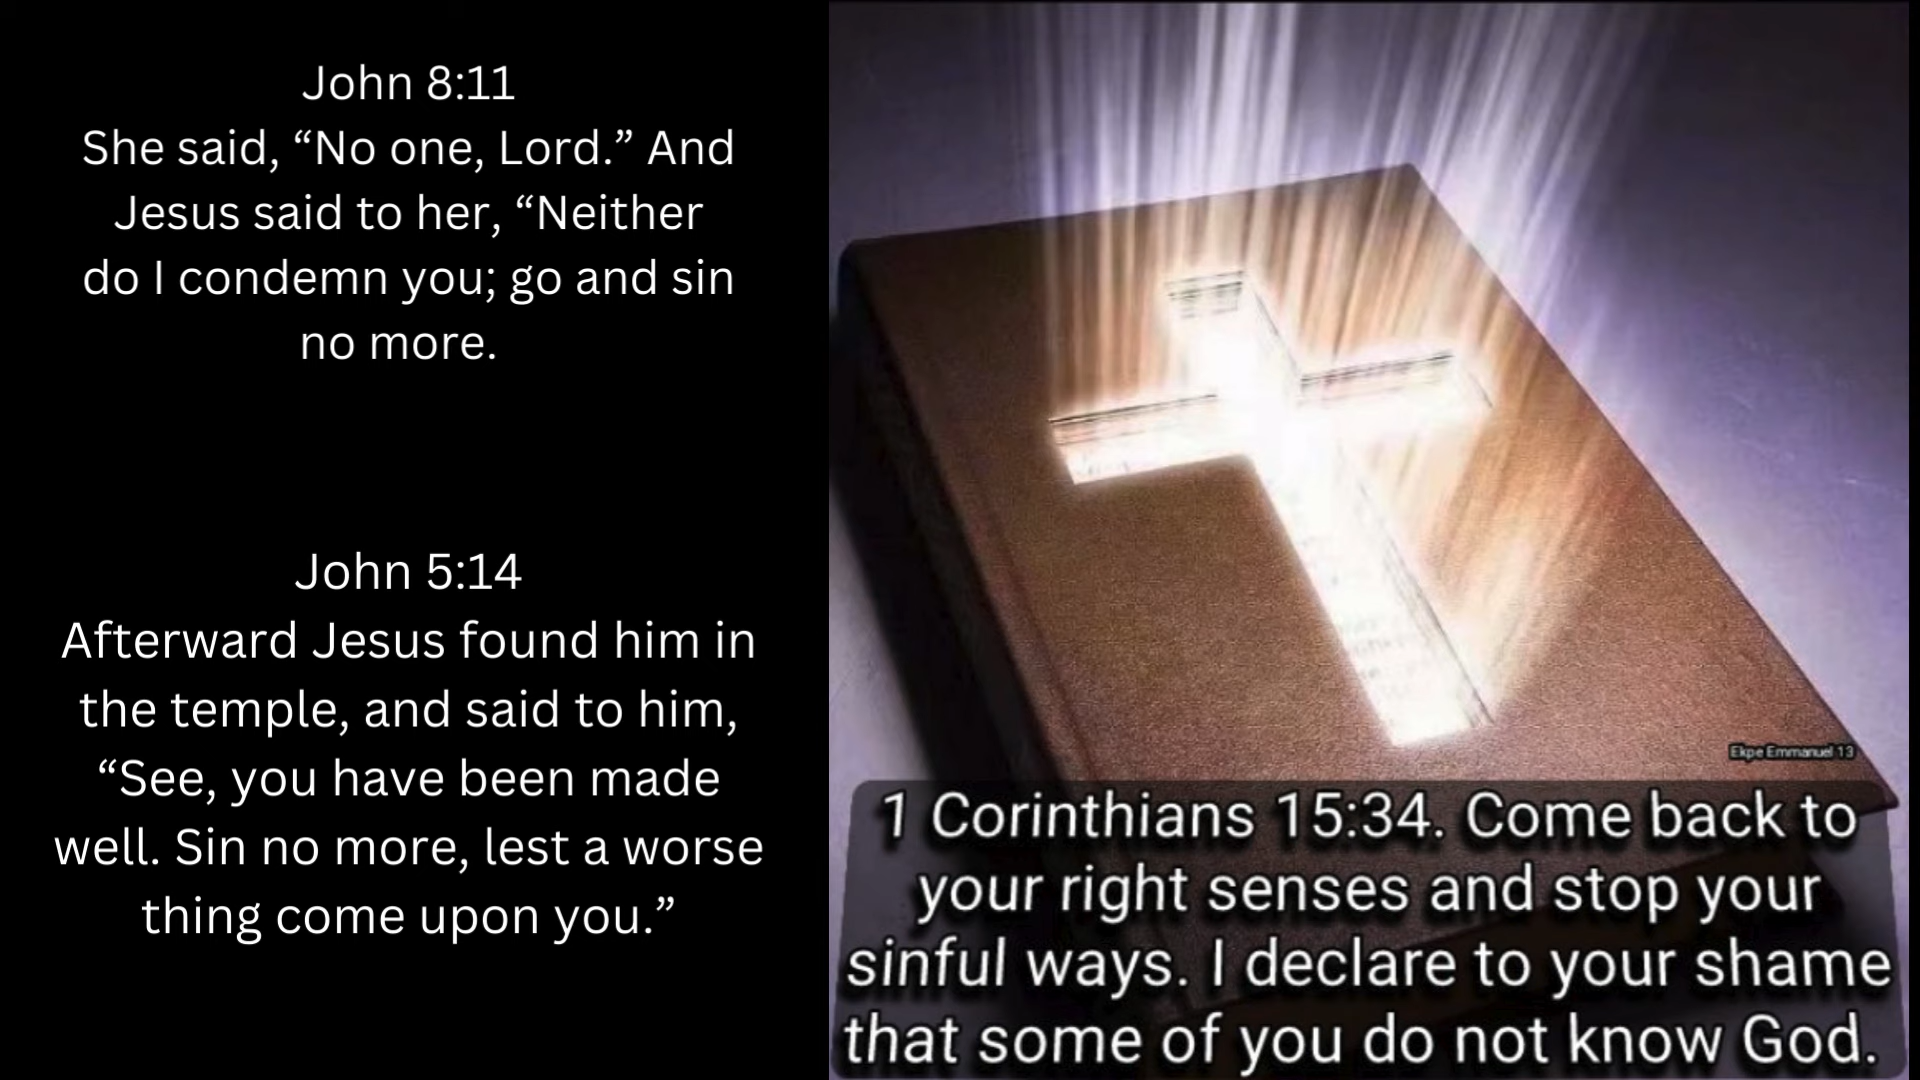 John 8:11
She said, “No one, Lord.” And
Jesus said to her, “Neither
do I condemn you; go and sin
no more.
John 5:14
Afterward Jesus found him in
the temple, and said to him,
“See, you have been made
well. Sin no more, lest a worse
thing come upon you.”
Ekpe Emmanuel 13
1 Corinthians 15:34. Come back to
your right senses and stop your
sinful ways. I declare to your shame
that some of you do not know God.